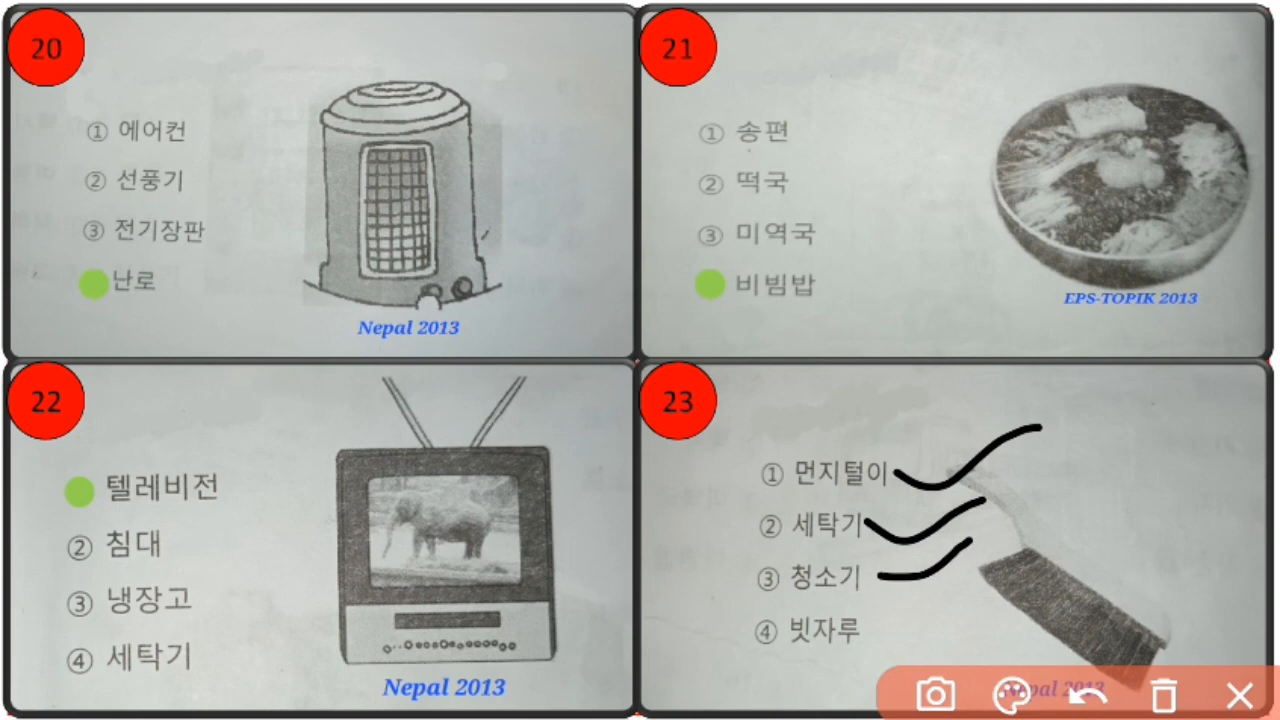 20
① 에어컨
② 선풍기
③ 전기장판
난로
Nepal 2013
21
① 송편
② 떡국
③ 미역국
비빔밥
EPS-TOPIK 2013
22
텔레비전
② 침대
③ 냉장고
④ 세탁기
Nepal 2013
23
① 먼지털이
② 세탁기
③ 청소기
④ 빗자루
Nepal 2013